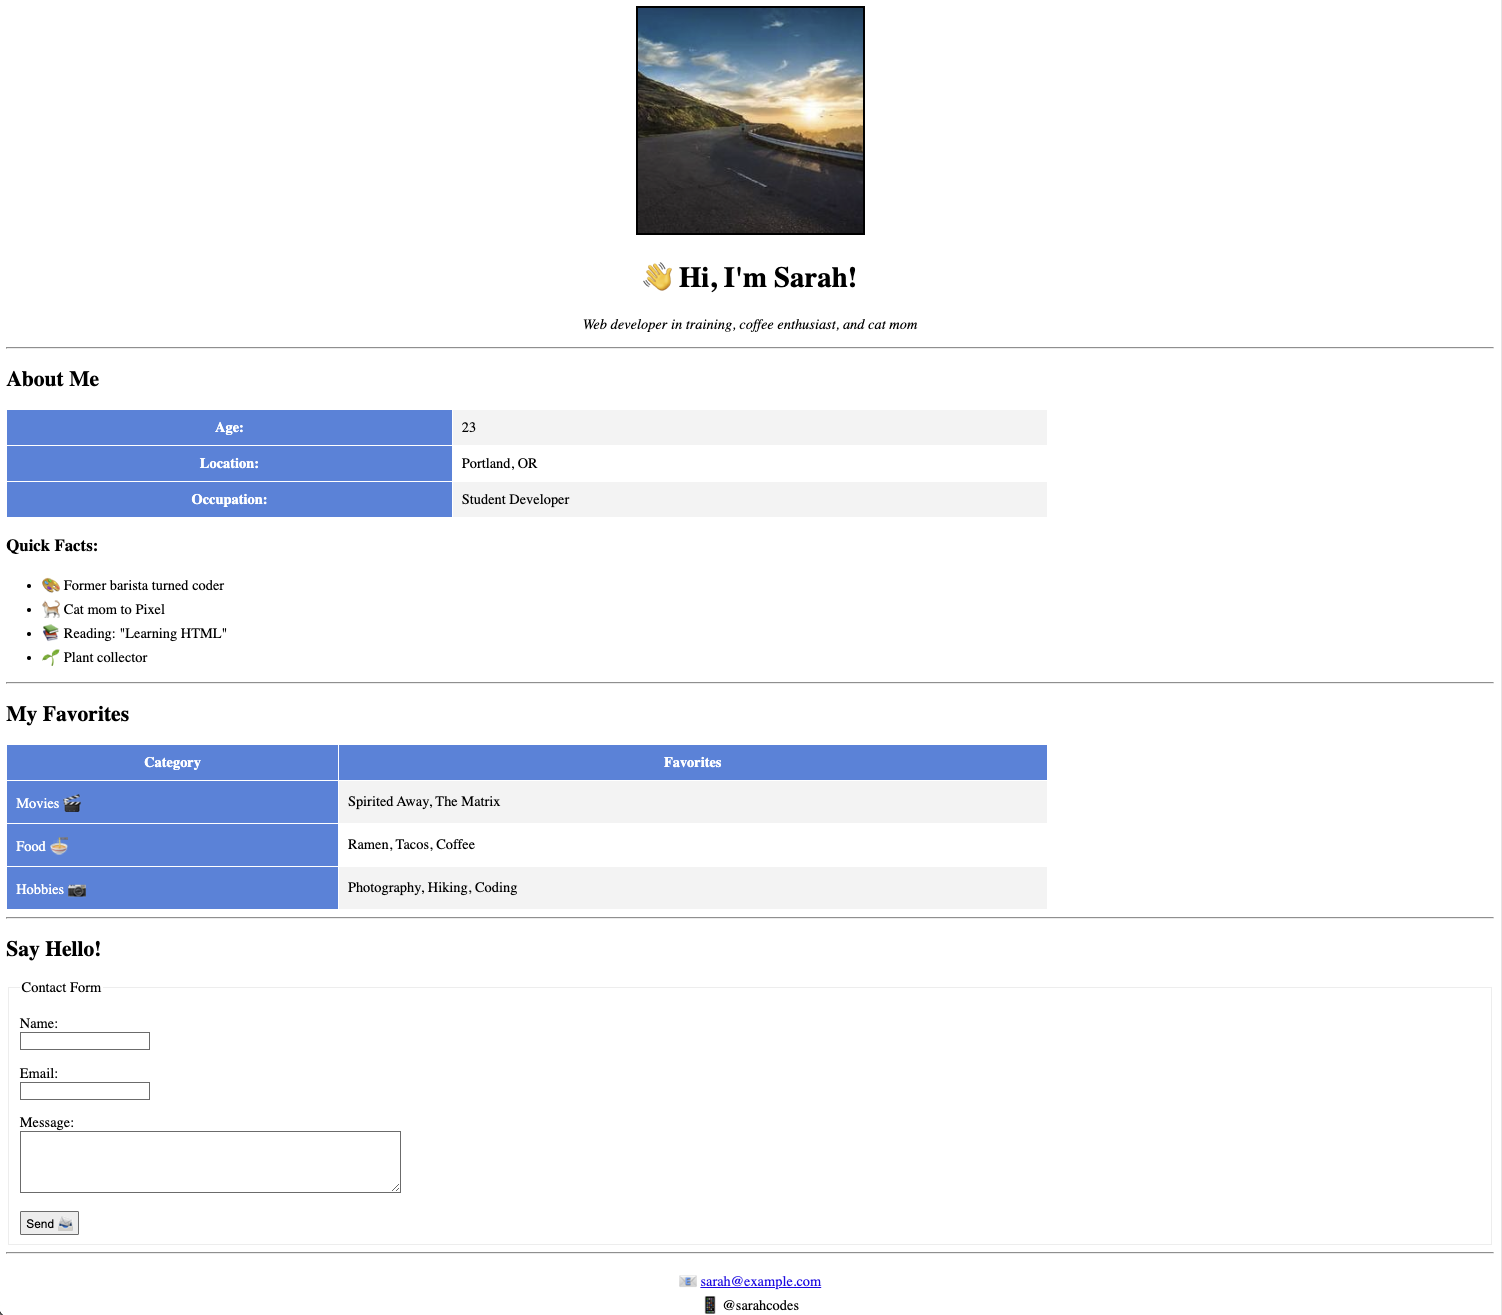 👋 Hi, I'm Sarah!
Web developer in training, coffee enthusiast, and cat mom
About Me
Age: 23
Location: Portland, OR
Occupation: Student Developer
Quick Facts:
• 🎨 Former barista turned coder
• 🐈 Cat mom to Pixel
• 📚 Reading: "Learning HTML"
• 🌱 Plant collector
My Favorites
Category Favorites
Movies 🎬 Spirited Away, The Matrix
Food 🍜 Ramen, Tacos, Coffee
Hobbies 📷 Photography, Hiking, Coding
Say Hello!
Contact Form
Name:
Email:
Message:
Send 📨
📧 sarah@example.com
📱 @sarahcodes